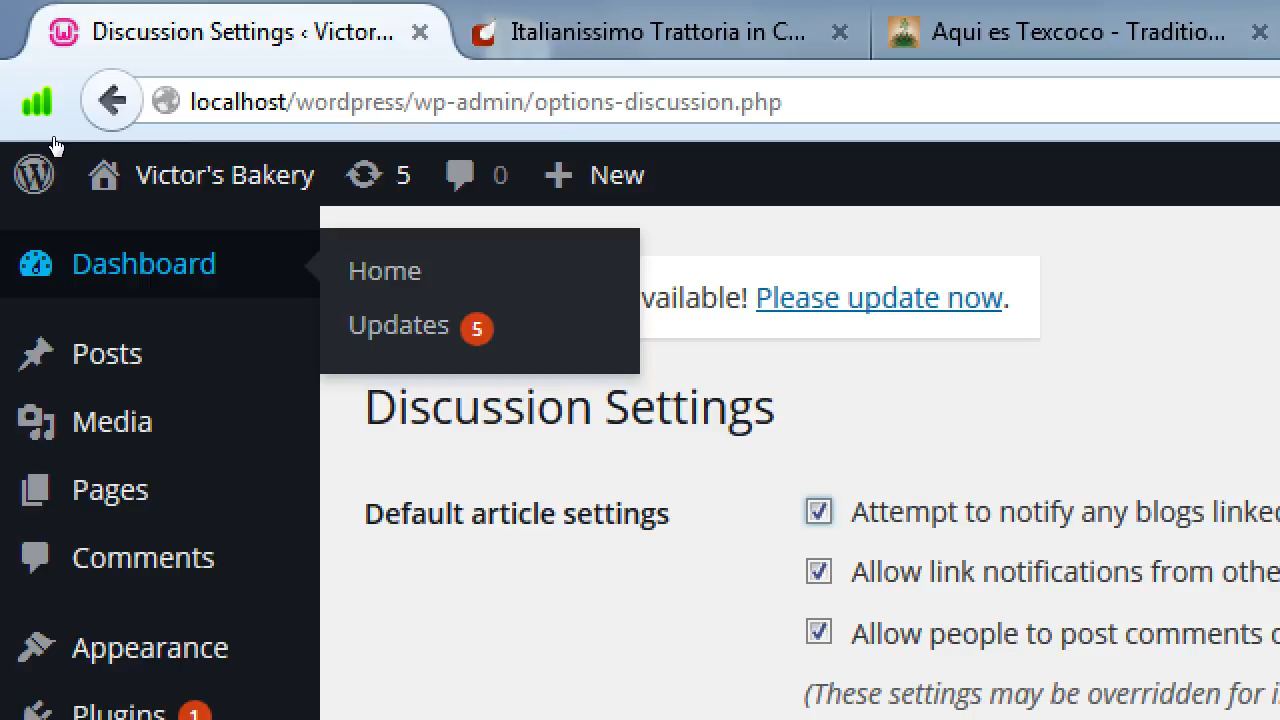 Discussion Settings ‹ Victor...
Italianissimo Trattoria in C...
Aqui es Texcoco - Traditio...
localhost/wordpress/wp-admin/options-discussion.php
Victor's Bakery 5 0 New
Dashboard
Home
Updates 5
vailable! Please update now.
Posts
Media
Pages
Comments
Appearance
Plugins 1
Discussion Settings
Default article settings
Attempt to notify any blogs linked
Allow link notifications from othe
Allow people to post comments o
(These settings may be overridden for i